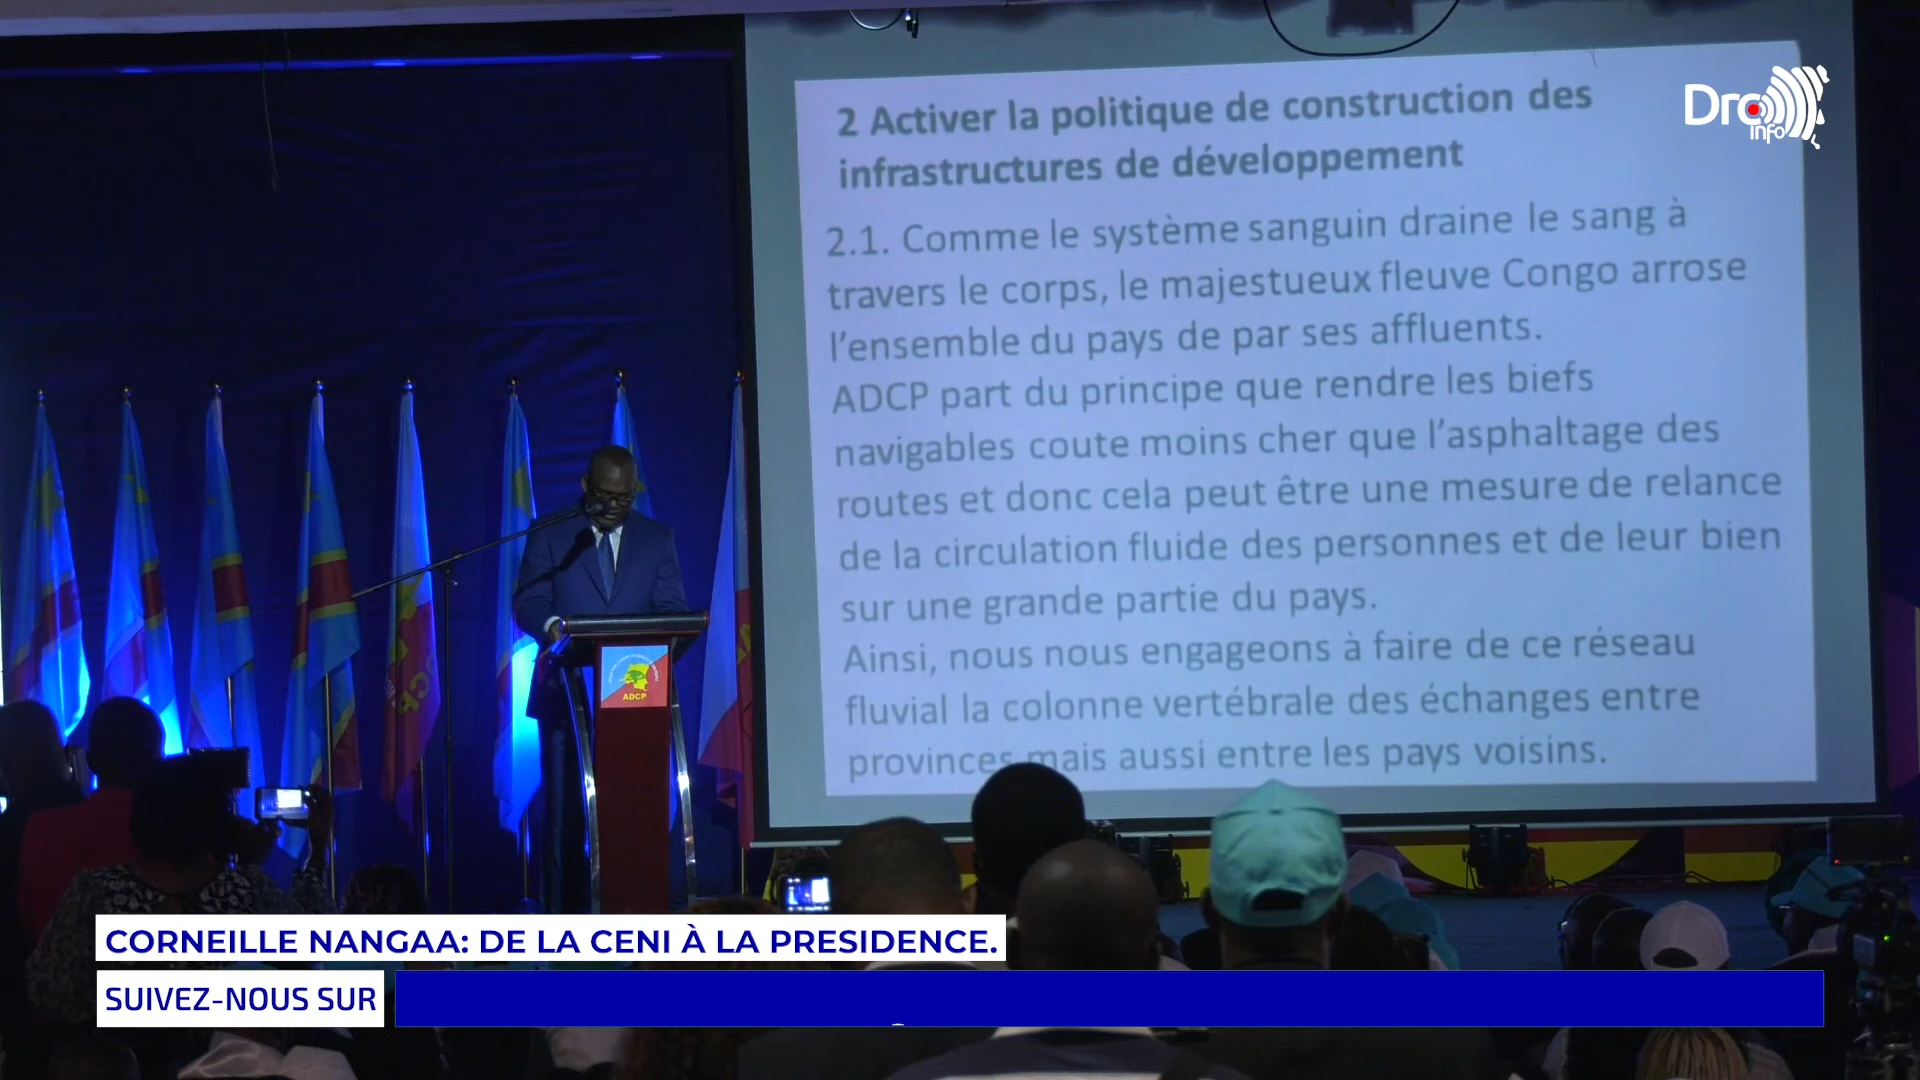 Drc
info
2 Activer la politique de construction des
infrastructures de développement
2.1. Comme le système sanguin draine le sang à
travers le corps, le majestueux fleuve Congo arrose
l'ensemble du pays de par ses affluents.
ADCP part du principe que rendre les biefs
navigables coute moins cher que l'asphaltage des
routes et donc cela peut être une mesure de relance
de la circulation fluide des personnes et de leur bien
sur une grande partie du pays.
Ainsi, nous nous engageons à faire de ce réseau
fluvial la colonne vertébrale des échanges entre
provinces mais aussi entre les pays voisins.
ADCP
CORNEILLE NANGAA: DE LA CENI À LA PRESIDENCE.
SUIVEZ-NOUS SUR